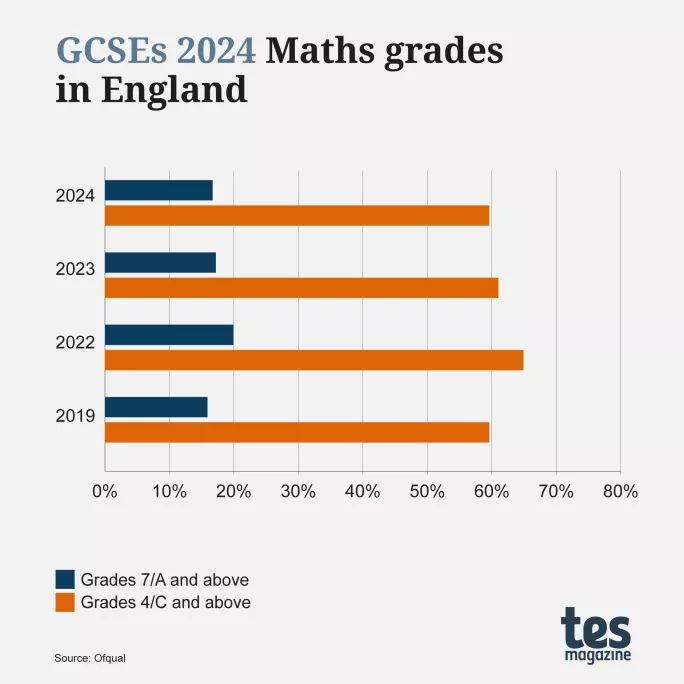 GCSEs 2024 Maths grades
in England
2024
2023
2022
2019
0% 10% 20% 30% 40% 50% 60% 70% 80%
Grades 7/A and above
Grades 4/C and above
Source: Ofqual
tes
magazine